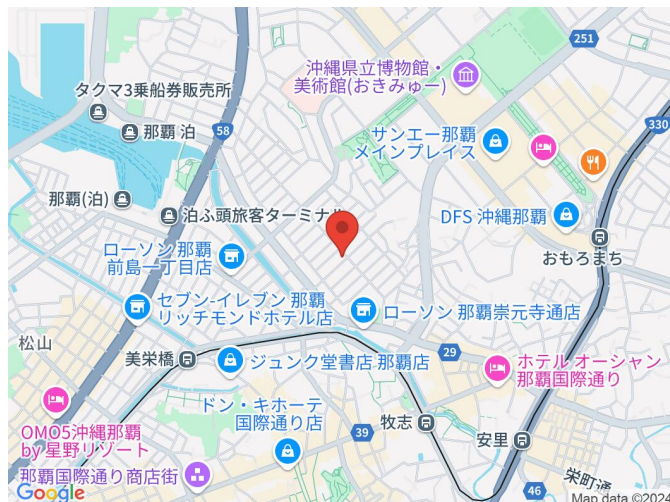 251
沖縄県立博物館・
美術館(おきみゅー)
タクマ3乗船券販売所
330
58
那覇 泊
サンエー那覇
メインプレイス
那覇(泊)
泊ふ頭旅客ターミナル
DFS 沖縄那覇
おもろまち
ローソン 那覇
前島一丁目店
セブン-イレブン 那覇
リッチモンドホテル店
ローソン 那覇崇元寺通店
松山
美栄橋
ジュンク堂書店 那覇店
29
ホテル オーシャン
那覇国際通り
ドン・キホーテ
国際通り店
牧志
39
安里
OMO5沖縄那覇
by 星野リゾート
那覇国際通り商店街
栄町通
46
Google
Map data ©2024